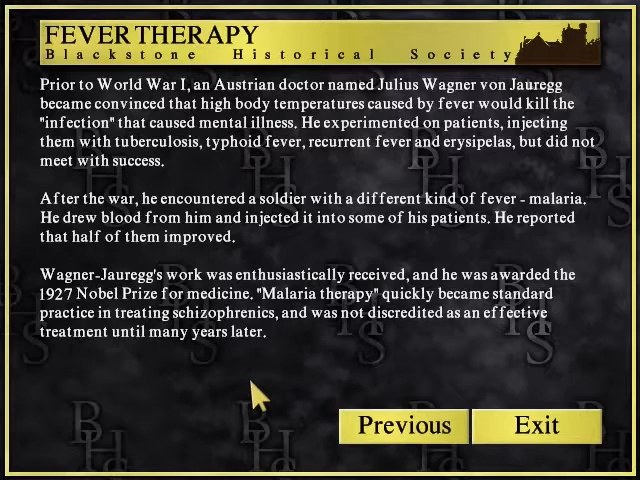 FEVER THERAPY
Blackstone Historical Society
Prior to World War I, an Austrian doctor named Julius Wagner von Jauregg
became convinced that high body temperatures caused by fever would kill the
"infection" that caused mental illness. He experimented on patients, injecting
them with tuberculosis, typhoid fever, recurrent fever and erysipelas, but did not
meet with success.
After the war, he encountered a soldier with a different kind of fever - malaria.
He drew blood from him and injected it into some of his patients. He reported
that half of them improved.
Wagner-Jauregg's work was enthusiastically received, and he was awarded the
1927 Nobel Prize for medicine. "Malaria therapy" quickly became standard
practice in treating schizophrenics, and was not discredited as an effective
treatment until many years later.
Previous Exit